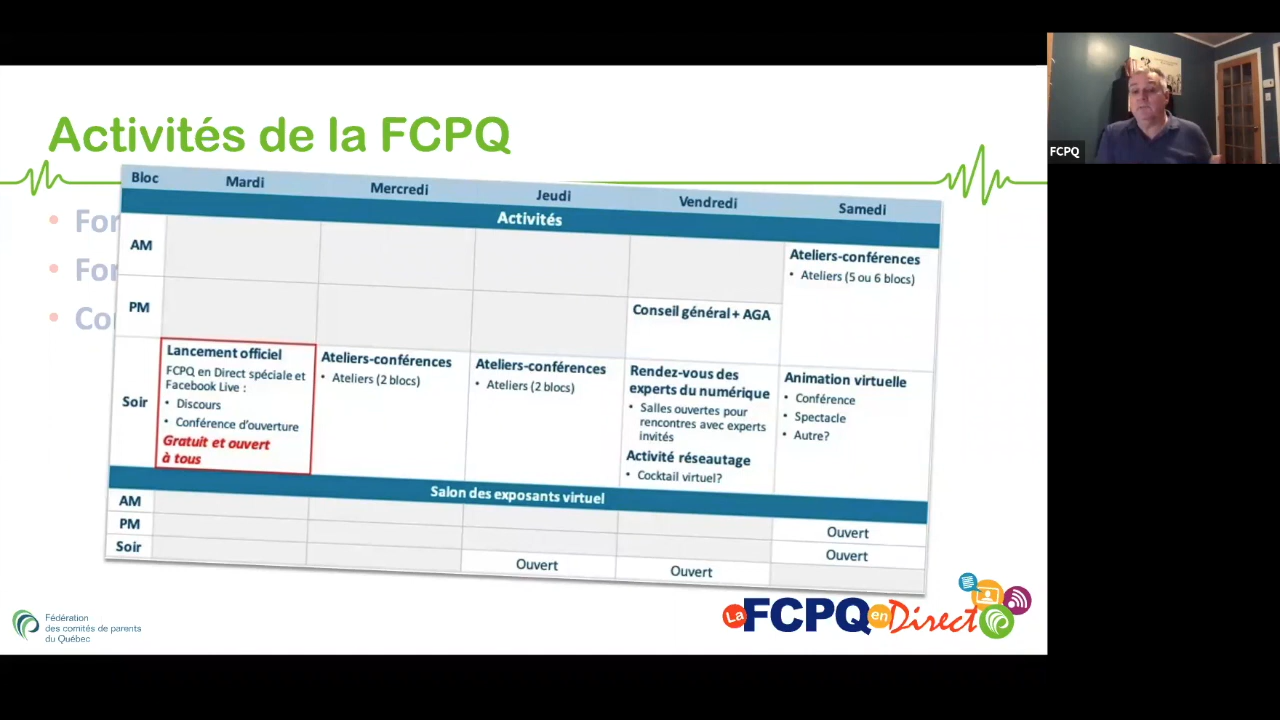 Activités de la FCPQ
FCPQ
Bloc Mardi Mercredi Jeudi Vendredi Samedi
Activités
AM
Ateliers-conférences
• Ateliers (5 ou 6 blocs)
PM
Conseil général + AGA
Soir
Lancement officiel
FCPQ en Direct spéciale et
Facebook Live :
• Discours
• Conférence d'ouverture
Gratuit et ouvert
à tous
Ateliers-conférences
• Ateliers (2 blocs)
Ateliers-conférences
• Ateliers (2 blocs)
Rendez-vous des
experts du numérique
• Salles ouvertes pour
rencontres avec experts
invités
Activité réseautage
• Cocktail virtuel?
Animation virtuelle
• Conférence
• Spectacle
• Autre?
Salon des exposants virtuel
AM Ouvert
PM Ouvert
Soir Ouvert Ouvert
Fédération
des comités de parents
du Québec
La FCPQ en Direct